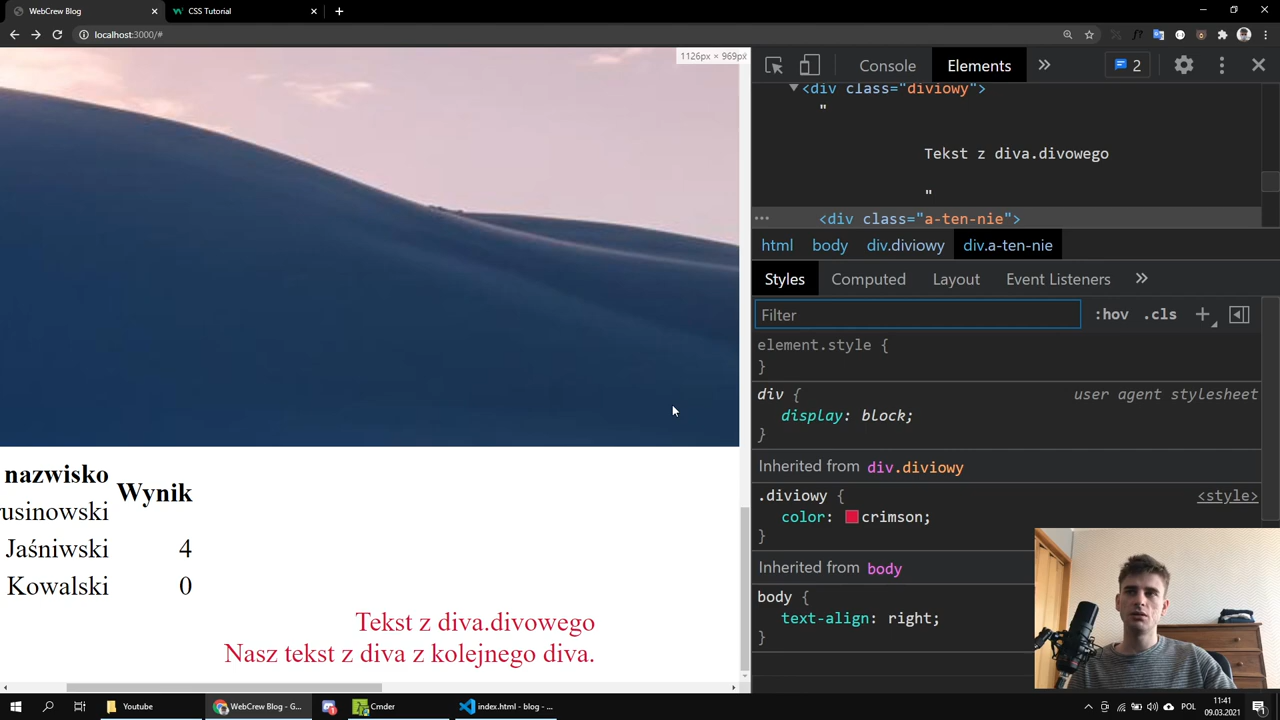 WebCrew Blog
CSS Tutorial
localhost:3000/#
1126px × 969px
Console
Elements
2
<div class="diviowy">
"
Tekst z diva.divowego
"
<div class="a-ten-nie">
html body div.diviowy div.a-ten-nie
Styles Computed Layout Event Listeners
Filter
:hov .cls
element.style {
}
div {
user agent stylesheet
display: block;
}
Inherited from div.diviowy
.diviowy {
<style>
color: crimson;
}
Inherited from body
body {
text-align: right;
}
nazwisko
Wynik
usinowski
Jaśniwski 4
Kowalski 0
Tekst z diva.divowego
Nasz tekst z diva z kolejnego diva.
Youtube
WebCrew Blog - G...
Cmder
index.html - blog - ...
POL
11:41
09.03.2021